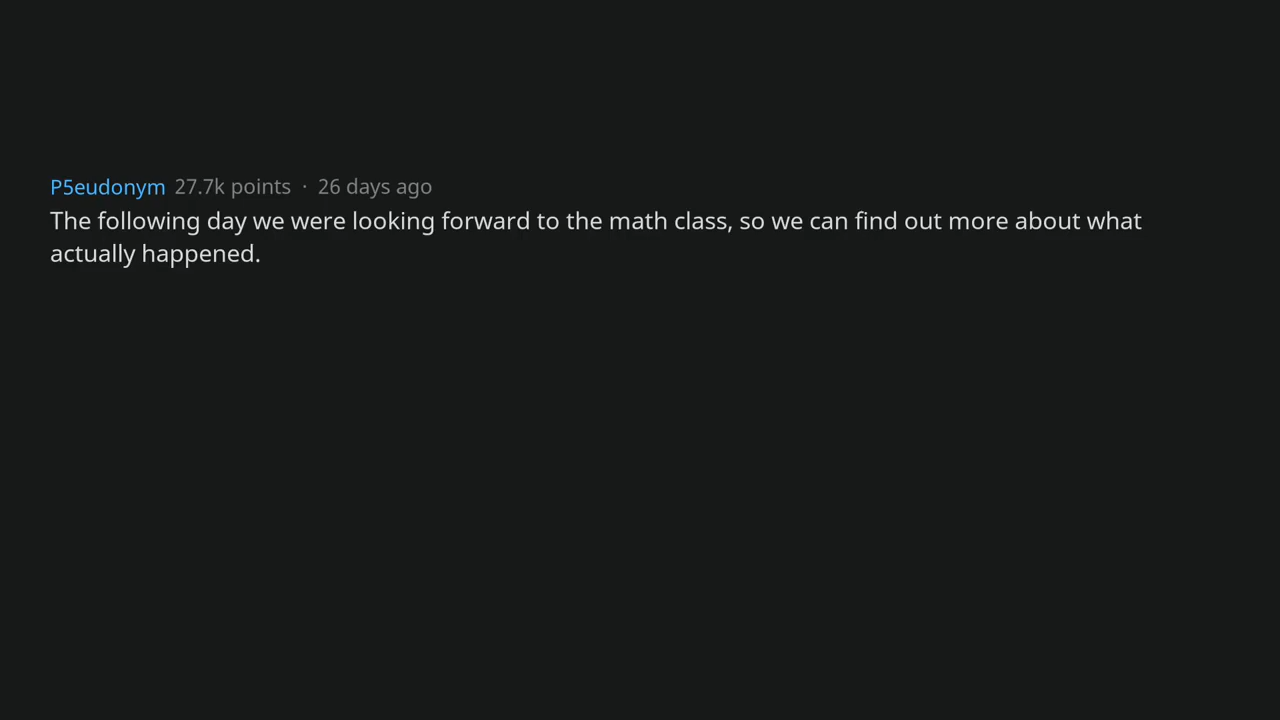 P5eudonym 27.7k points · 26 days ago
The following day we were looking forward to the math class, so we can find out more about what
actually happened.